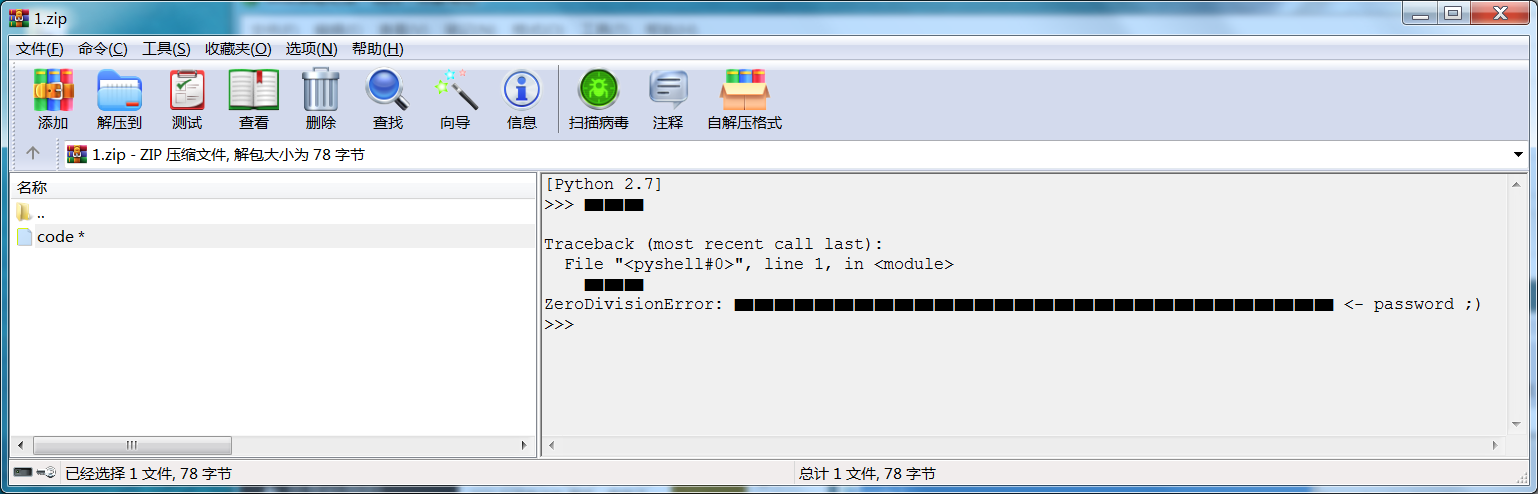 1.zip
文件(F) 命令(C) 工具(S) 收藏夹(O) 选项(N) 帮助(H)
添加 解压到 测试 查看 删除 查找 向导 信息 扫描病毒 注释 自解压格式
1.zip - ZIP 压缩文件, 解包大小为 78 字节
名称
..
code *
[Python 2.7]
>>> ■■■■■■
Traceback (most recent call last):
File "<pyshell#0>", line 1, in <module>
■■■■■■
ZeroDivisionError: ■■■■■■■■■■■■■■■■■■■■■■■■■■■■■■■■■■■■■■■■■■■■■■■■■■■■■■■■■■■■ <- password ;)
>>>
已经选择 1 文件, 78 字节
总计 1 文件, 78 字节